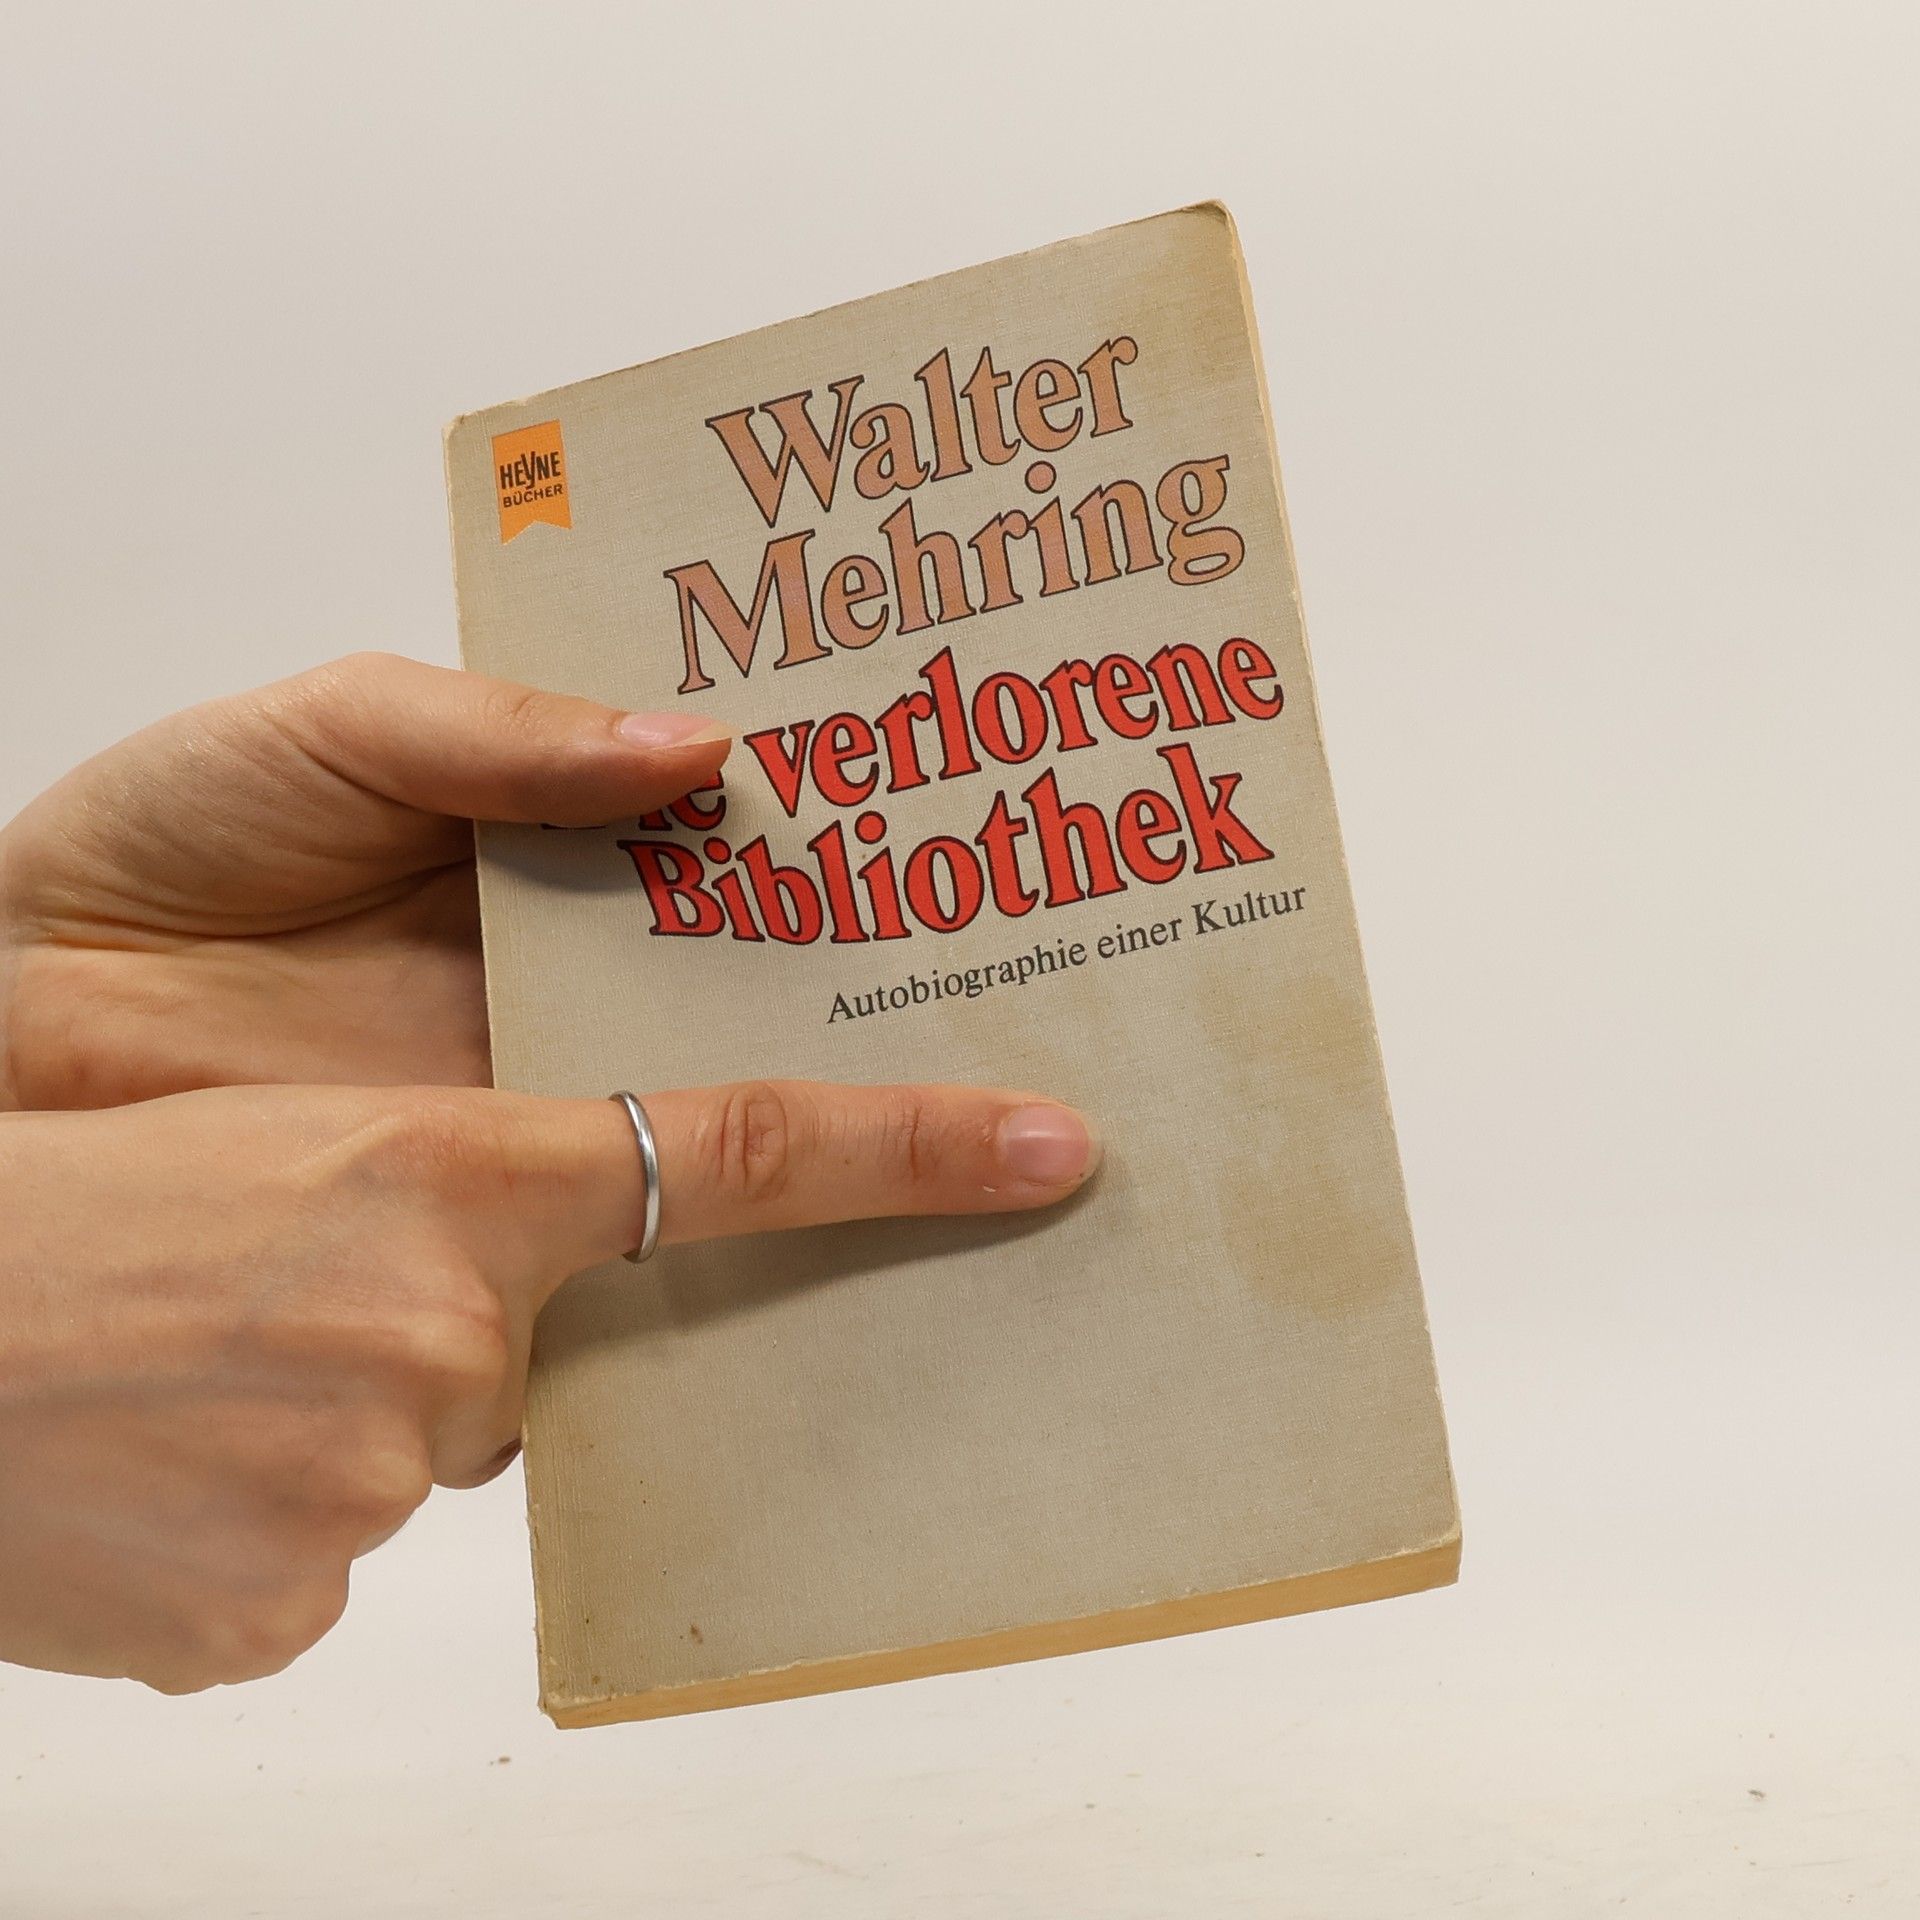 HEYNE
BÜCHER
Walter
Mehring
verlorene
Bibliothek
Autobiographie einer Kultur